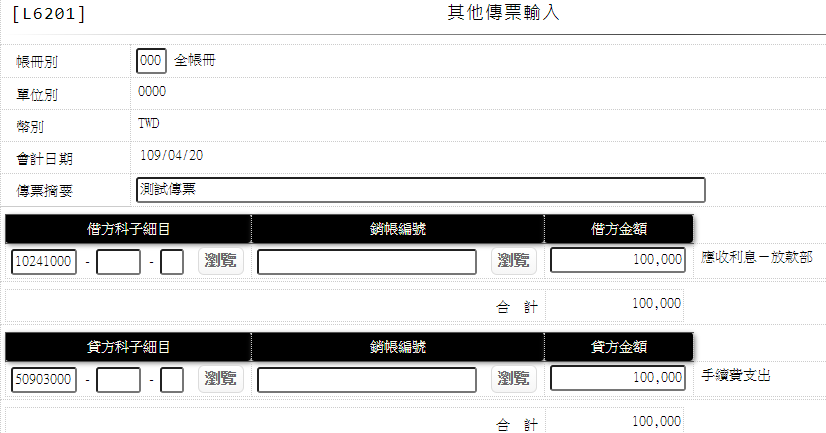 [L6201] 其他傳票輸入
帳冊別 000 全帳冊
單位別 0000
幣別 TWD
會計日期 109/04/20
傳票摘要 測試傳票
借方科子細目 銷帳編號 借方金額
10241000 - - 瀏覽 瀏覽 100,000 應收利息－放款部
合 計 100,000
貸方科子細目 銷帳編號 貸方金額
50903000 - - 瀏覽 瀏覽 100,000 手續費支出
合 計 100,000